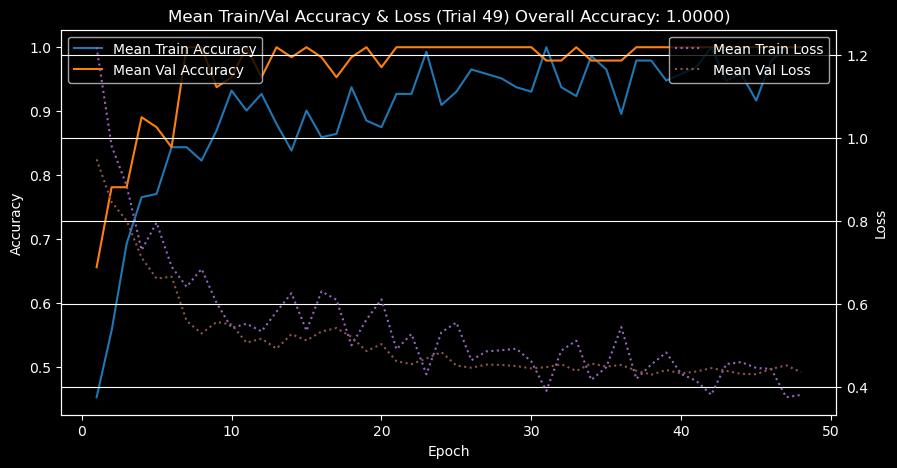 Mean Train/Val Accuracy & Loss (Trial 49) Overall Accuracy: 1.0000)
Mean Train Accuracy
Mean Val Accuracy
Mean Train Loss
Mean Val Loss
1.0
0.9
0.8
0.7
0.6
0.5
Accuracy
1.2
1.0
0.8
0.6
0.4
Loss
0
10
20
30
40
50
Epoch